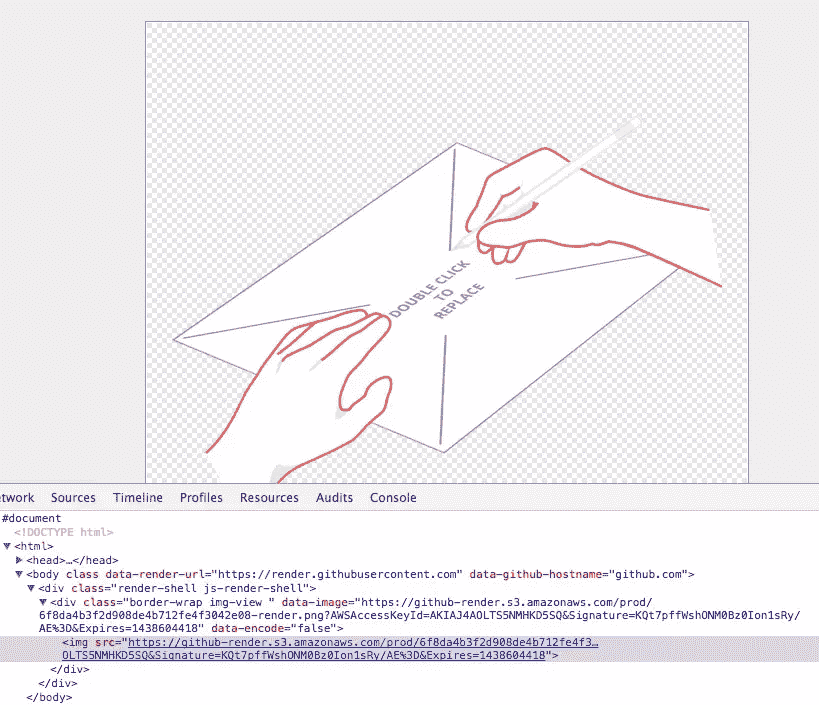 DOUBLE CLICK
TO
REPLACE
etwork Sources Timeline Profiles Resources Audits Console
#document
<!DOCTYPE html>
▼<html>
▶<head>…</head>
▼<body class data-render-url="https://render.githubusercontent.com" data-github-hostname="github.com">
▼<div class="render-shell js-render-shell">
▼<div class="border-wrap img-view " data-image="https://github-render.s3.amazonaws.com/prod/
6f8da4b3f2d908de4b712fe4f3042e08-render.png?AWSAccessKeyId=AKIAJ4AOLTS5NMHKD5SQ&Signature=KQt7pffWshONM0Bz0Ion1sRy/
AE%3D&Expires=1438604418" data-encode="false">
<img src="https://github-render.s3.amazonaws.com/prod/6f8da4b3f2d908de4b712fe4f3…
OLTS5NMHKD5SQ&Signature=KQt7pffWshONM0Bz0Ion1sRy/AE%3D&Expires=1438604418">
</div>
</div>
</body>